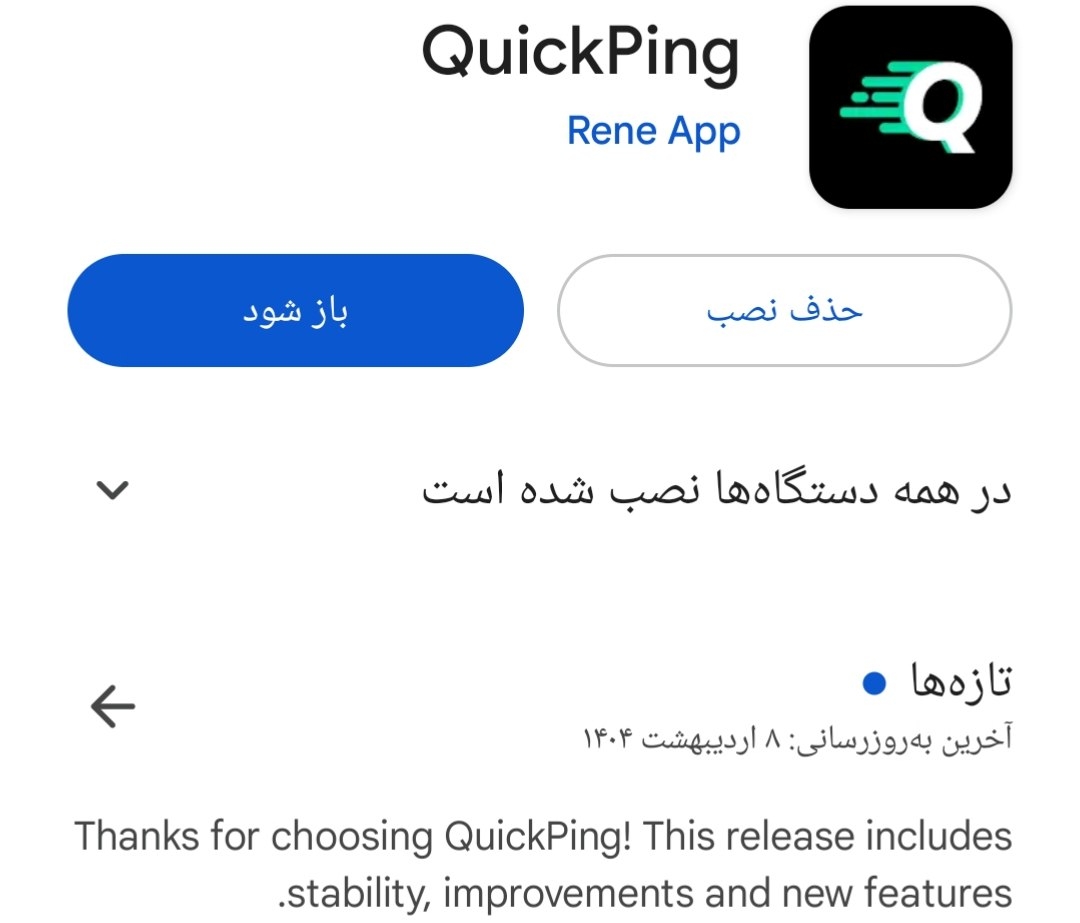 QuickPing
Rene App
حذف نصب
باز شود
در همه دستگاه‌ها نصب شده است
تازه‌ها
آخرین به‌روزرسانی: ۸ اردیبهشت ۱۴۰۴
Thanks for choosing QuickPing! This release includes
.stability, improvements and new features